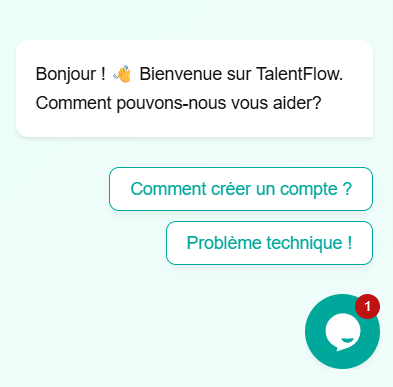 Bonjour ! 👋 Bienvenue sur TalentFlow.
Comment pouvons-nous vous aider?
Comment créer un compte ?
Problème technique !
1